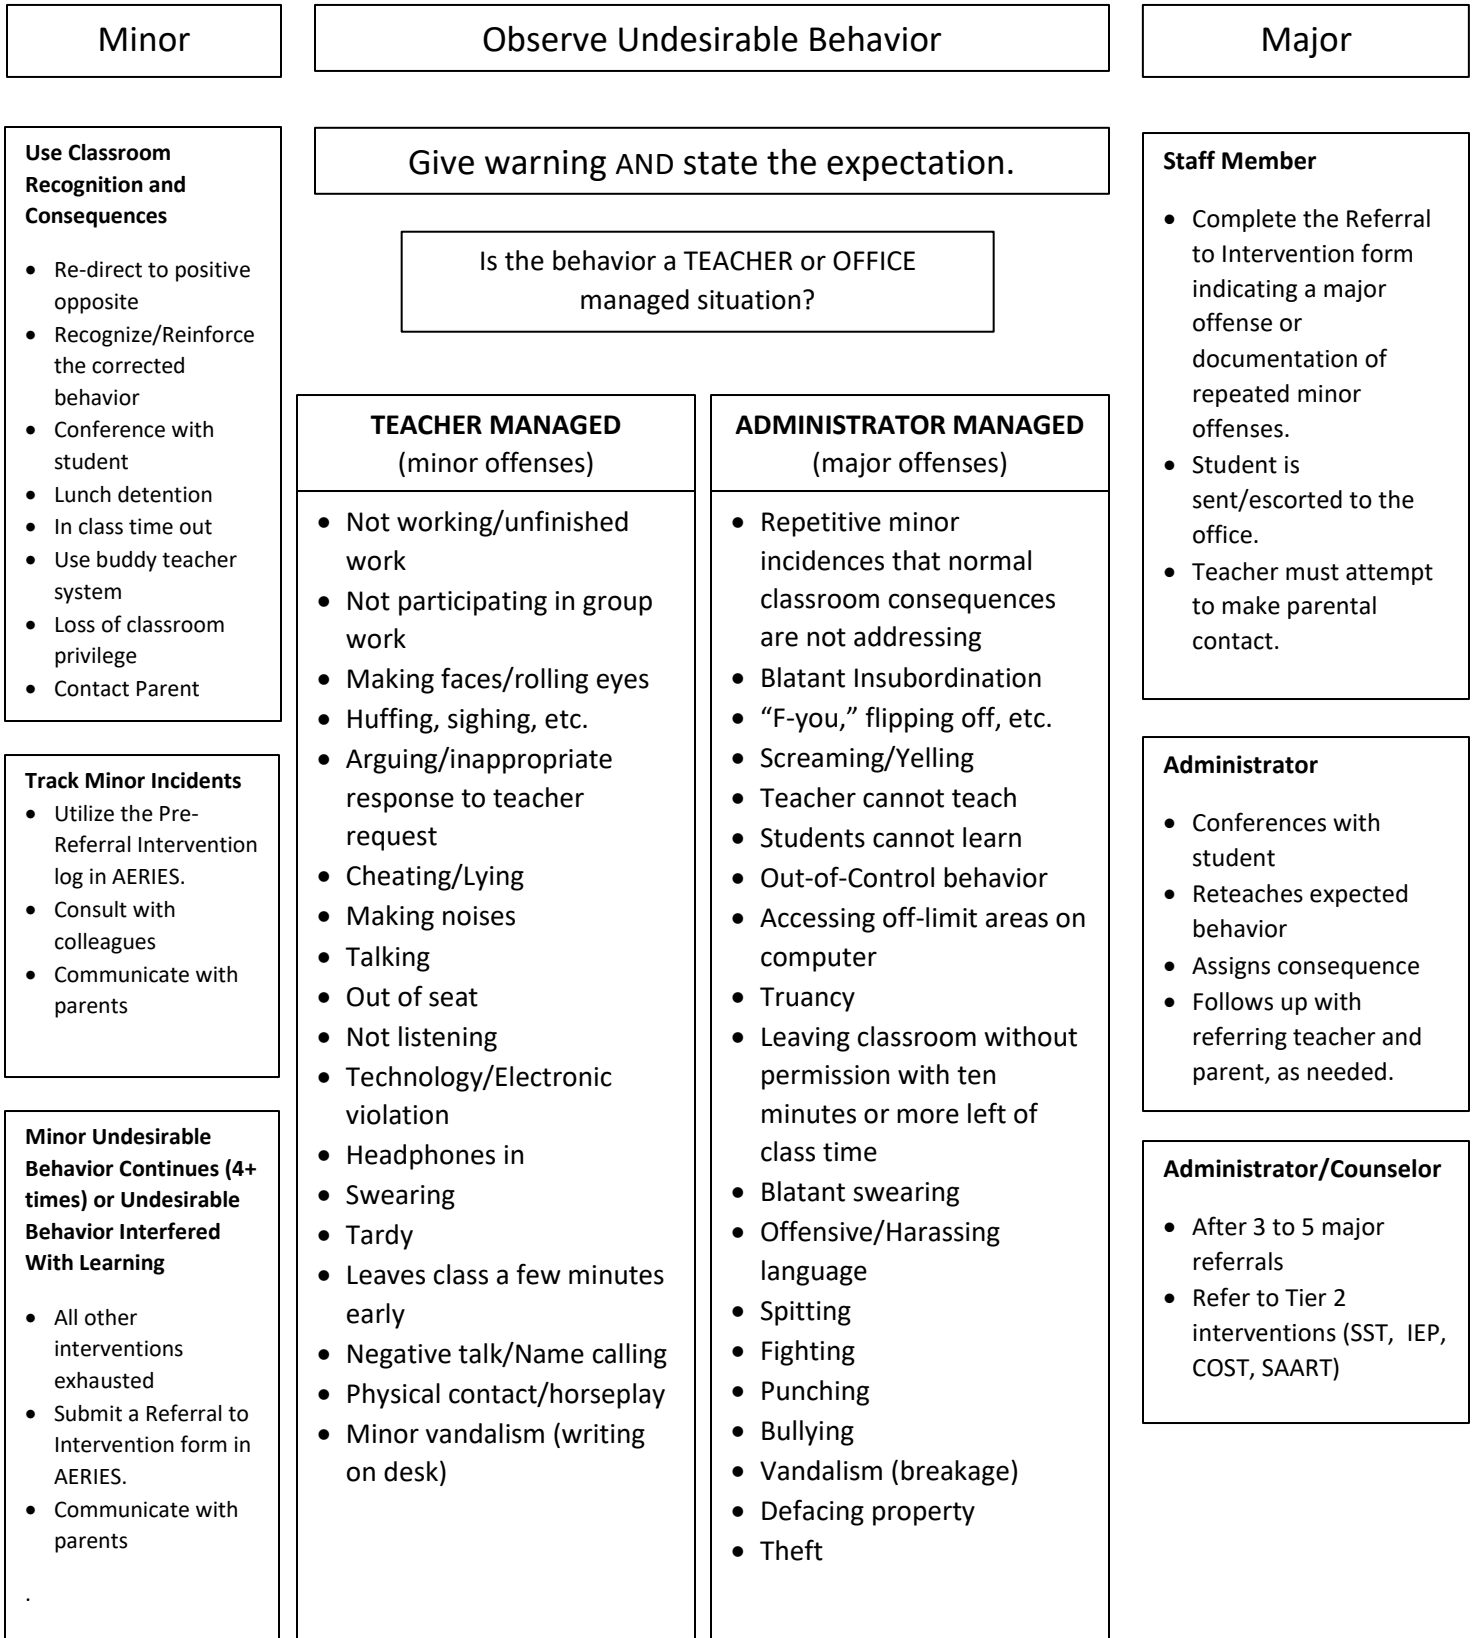 Minor
Observe Undesirable Behavior
Major
Use Classroom
Recognition and
Consequences
• Re-direct to positive
opposite
• Recognize/Reinforce
the corrected
behavior
• Conference with
student
• Lunch detention
• In class time out
• Use buddy teacher
system
• Loss of classroom
privilege
• Contact Parent
Track Minor Incidents
• Utilize the Pre-
Referral Intervention
log in AERIES.
• Consult with
colleagues
• Communicate with
parents
Minor Undesirable
Behavior Continues (4+
times) or Undesirable
Behavior Interfered
With Learning
• All other
interventions
exhausted
• Submit a Referral to
Intervention form in
AERIES.
• Communicate with
parents
.
Give warning AND state the expectation.
Is the behavior a TEACHER or OFFICE
managed situation?
TEACHER MANAGED
(minor offenses)
• Not working/unfinished
work
• Not participating in group
work
• Making faces/rolling eyes
• Huffing, sighing, etc.
• Arguing/inappropriate
response to teacher
request
• Cheating/Lying
• Making noises
• Talking
• Out of seat
• Not listening
• Technology/Electronic
violation
• Headphones in
• Swearing
• Tardy
• Leaves class a few minutes
early
• Negative talk/Name calling
• Physical contact/horseplay
• Minor vandalism (writing
on desk)
ADMINISTRATOR MANAGED
(major offenses)
• Repetitive minor
incidences that normal
classroom consequences
are not addressing
• Blatant Insubordination
• “F-you,” flipping off, etc.
• Screaming/Yelling
• Teacher cannot teach
• Students cannot learn
• Out-of-Control behavior
• Accessing off-limit areas on
computer
• Truancy
• Leaving classroom without
permission with ten
minutes or more left of
class time
• Blatant swearing
• Offensive/Harassing
language
• Spitting
• Fighting
• Punching
• Bullying
• Vandalism (breakage)
• Defacing property
• Theft
Staff Member
• Complete the Referral
to Intervention form
indicating a major
offense or
documentation of
repeated minor
offenses.
• Student is
sent/escorted to the
office.
• Teacher must attempt
to make parental
contact.
Administrator
• Conferences with
student
• Reteaches expected
behavior
• Assigns consequence
• Follows up with
referring teacher and
parent, as needed.
Administrator/Counselor
• After 3 to 5 major
referrals
• Refer to Tier 2
interventions (SST, IEP,
COST, SAART)